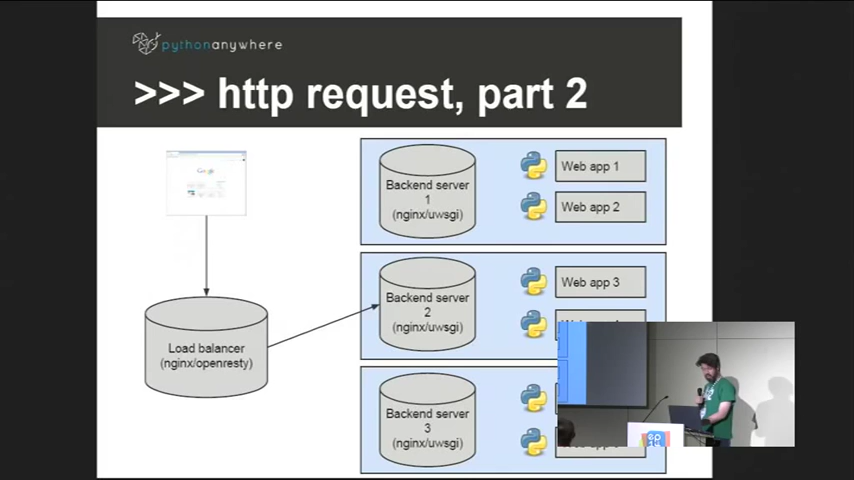 pythonanywhere
>>> http request, part 2
Google
Backend server
1
(nginx/uwsgi)
Web app 1
Web app 2
Backend server
2
(nginx/uwsgi)
Web app 3
Load balancer
(nginx/openresty)
Backend server
3
(nginx/uwsgi)